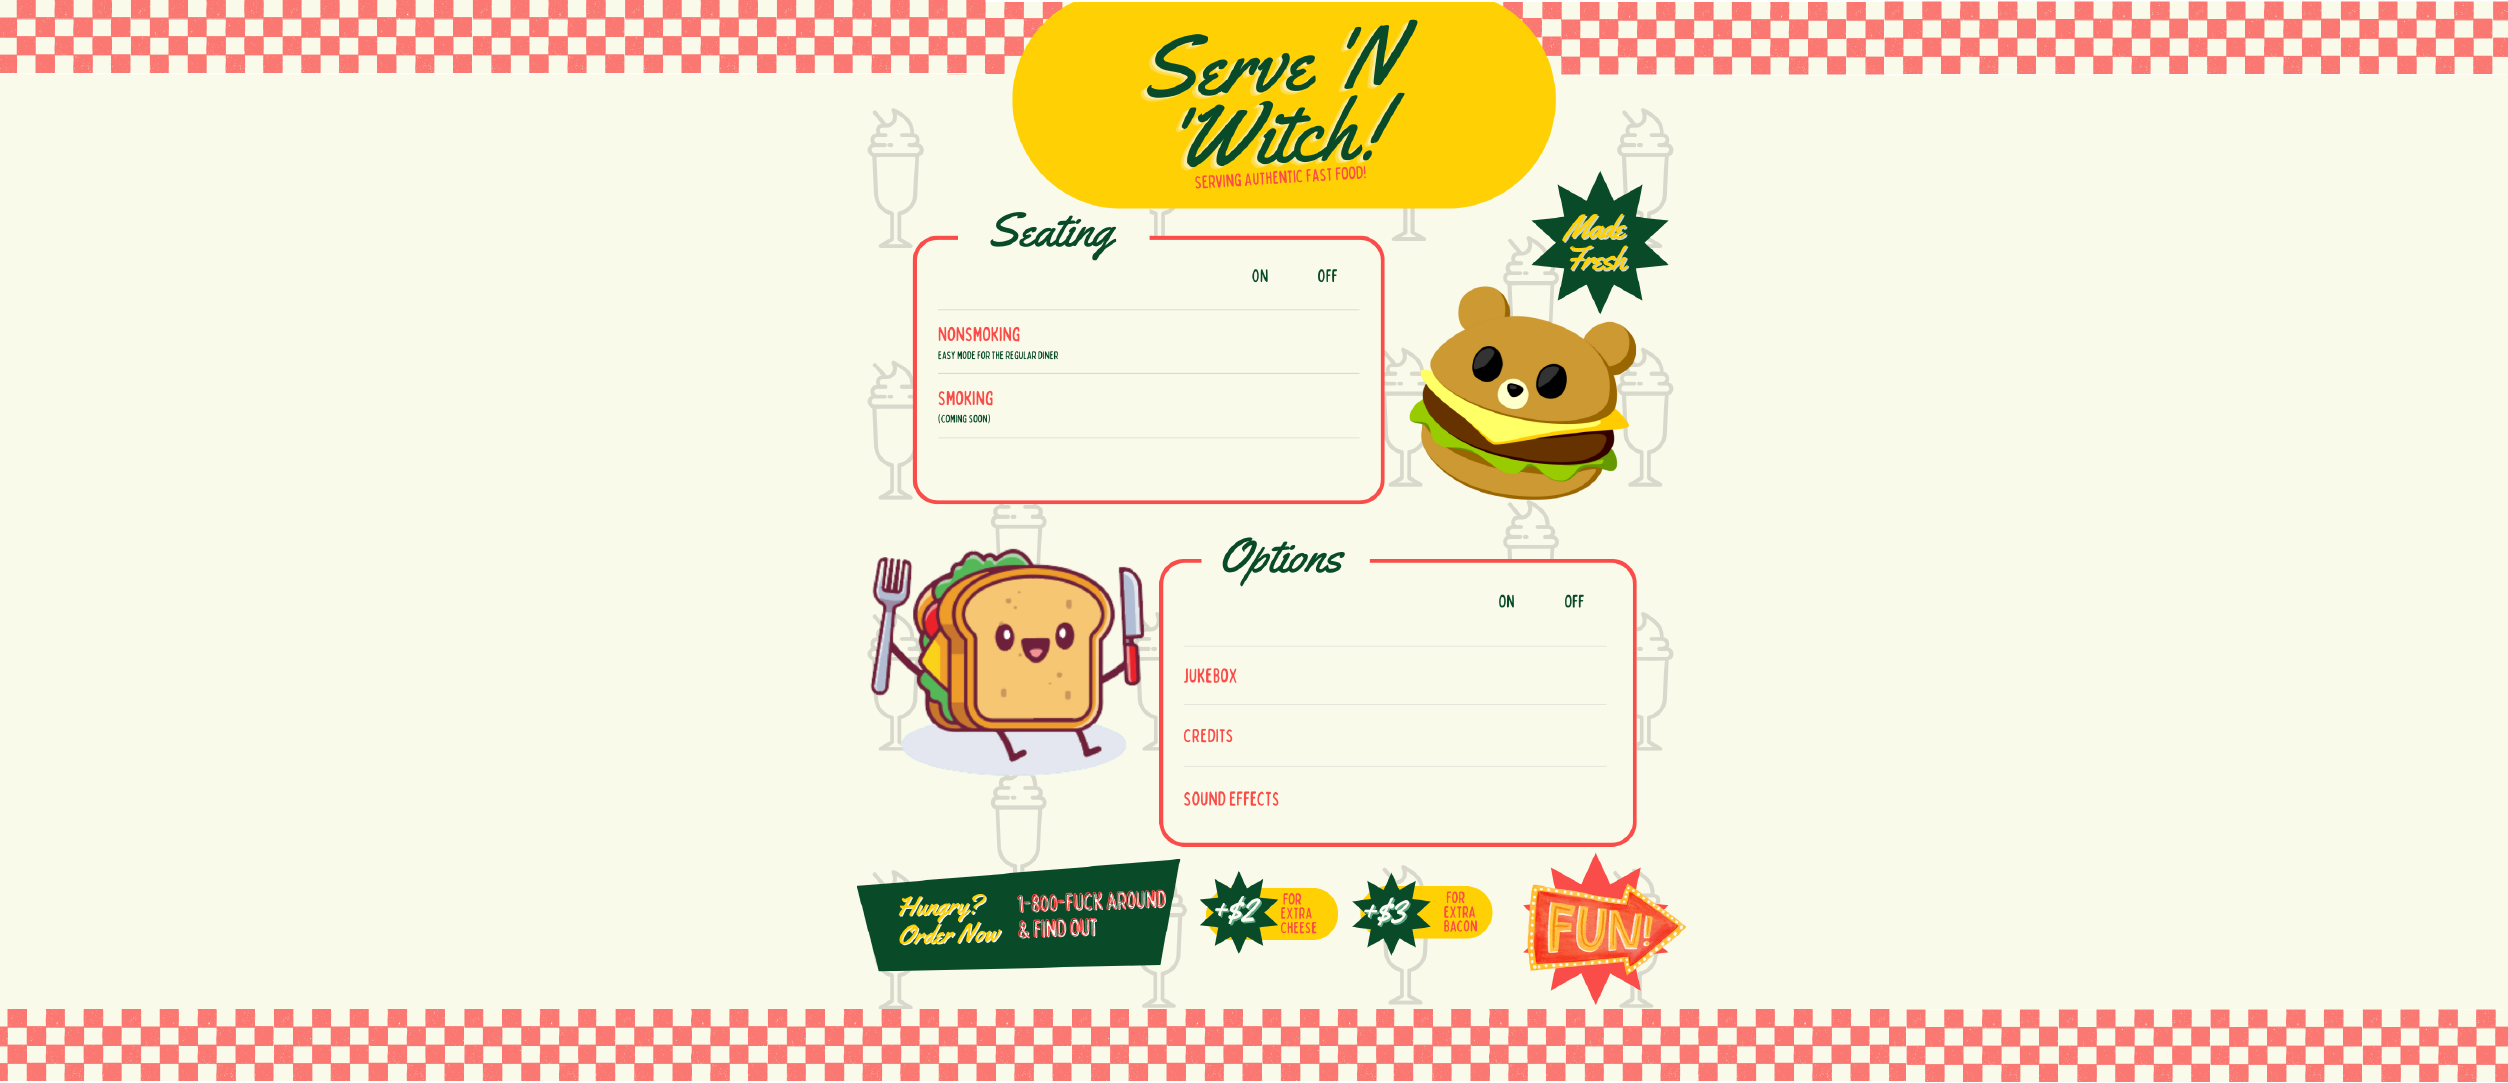 Serve 'N
'Witch!
SERVING AUTHENTIC FAST FOOD!
Made
Fresh
Seating
ON OFF
NONSMOKING
EASY MODE FOR THE REGULAR DINER
SMOKING
(COMING SOON)
Options
ON OFF
JUKEBOX
CREDITS
SOUND EFFECTS
Hungry?
Order Now
1-800-FUCK AROUND
& FIND OUT
+$2
FOR
EXTRA
CHEESE
+$3
FOR
EXTRA
BACON
FUN!